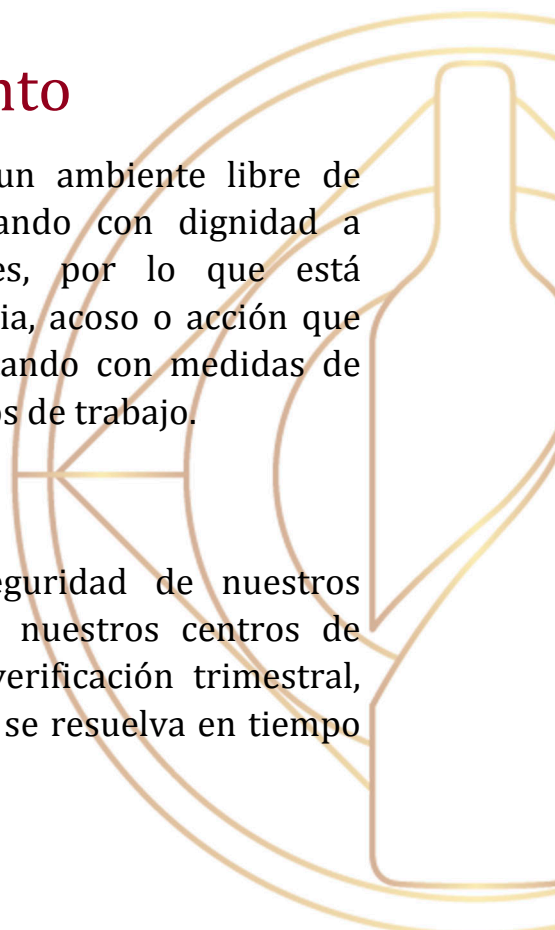 nto
un ambiente libre de
ando con dignidad a
es, por lo que está
ia, acoso o acción que
ando con medidas de
os de trabajo.
eguridad de nuestros
nuestros centros de
verificación trimestral,
se resuelva en tiempo